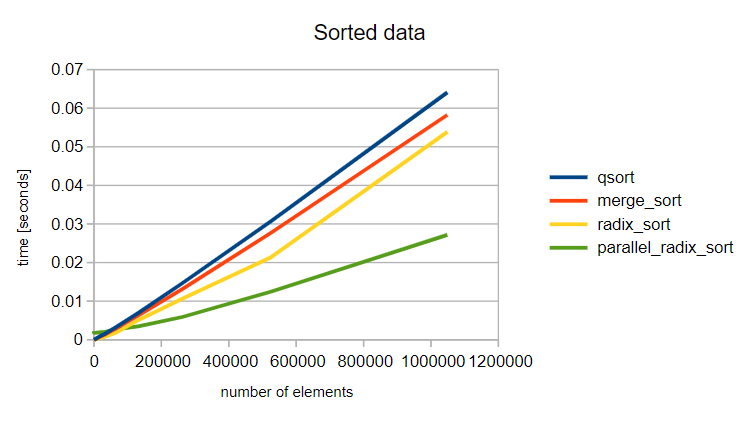 Sorted data
0.07
0.06
0.05
0.04
0.03
0.02
0.01
0
time [seconds]
0 200000 400000 600000 800000 1000000 1200000
number of elements
qsort
merge_sort
radix_sort
parallel_radix_sort